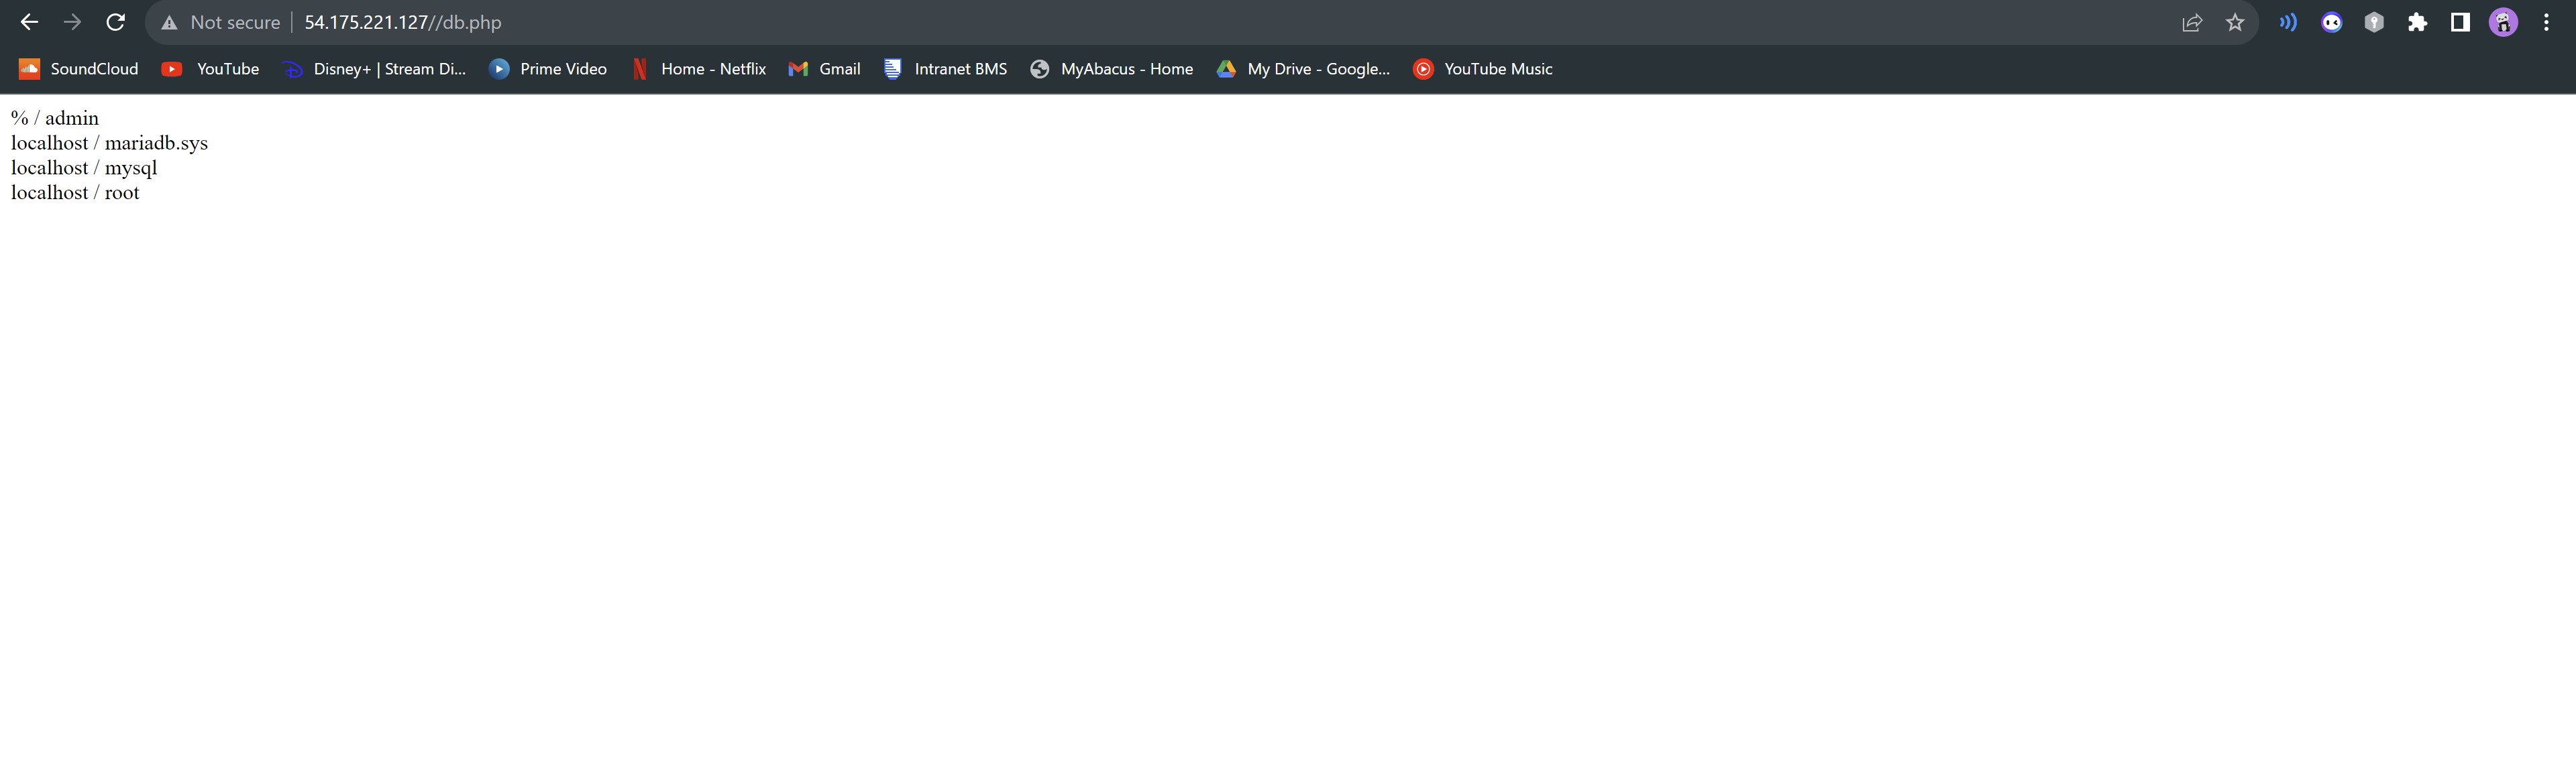 Not secure 54.175.221.127//db.php
SoundCloud YouTube Disney+ | Stream Di... Prime Video Home - Netflix Gmail Intranet BMS MyAbacus - Home My Drive - Google... YouTube Music
% / admin
localhost / mariadb.sys
localhost / mysql
localhost / root